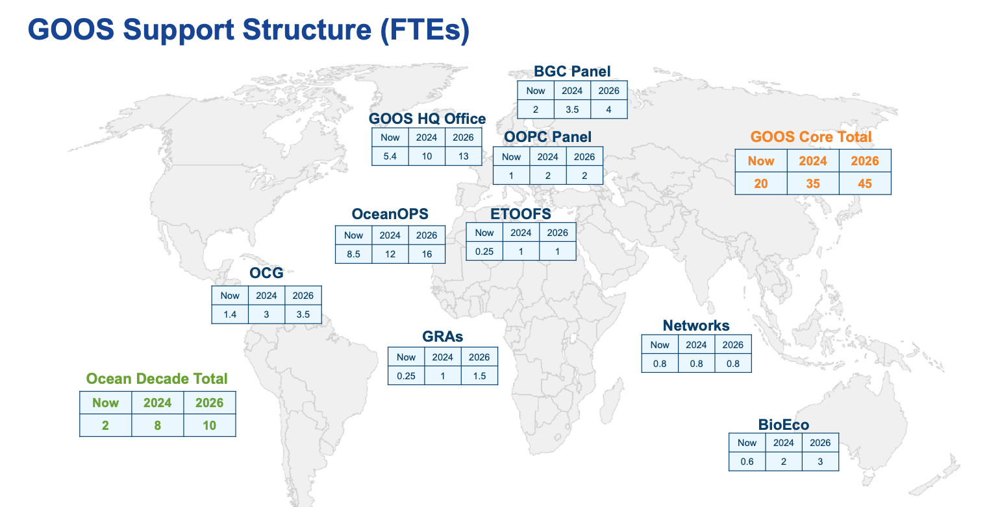 GOOS Support Structure (FTEs)
BGC Panel
Now 2024 2026
2 3.5 4
GOOS HQ Office
Now 2024 2026
5.4 10 13
OOPC Panel
Now 2024 2026
1 2 2
GOOS Core Total
Now 2024 2026
20 35 45
OceanOPS
Now 2024 2026
8.5 12 16
ETOOFS
Now 2024 2026
0.25 1 1
OCG
Now 2024 2026
1.4 3 3.5
GRAs
Now 2024 2026
0.25 1 1.5
Networks
Now 2024 2026
0.8 0.8 0.8
Ocean Decade Total
Now 2024 2026
2 8 10
BioEco
Now 2024 2026
0.6 2 3